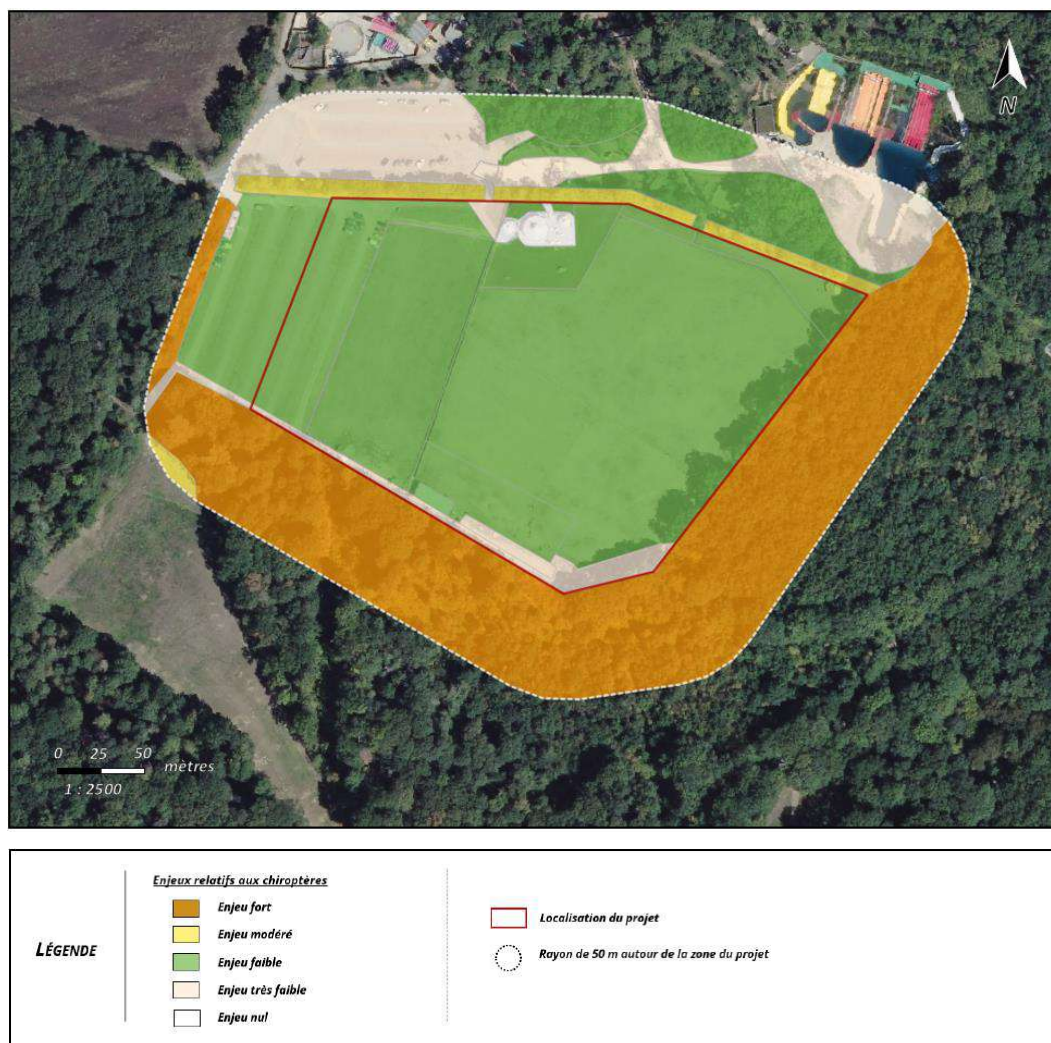 N
0 25 50
mètres
1 : 2500
LÉGENDE
Enjeux relatifs aux chiroptères
Enjeu fort
Enjeu modéré
Enjeu faible
Enjeu très faible
Enjeu nul
Localisation du projet
Rayon de 50 m autour de la zone du projet